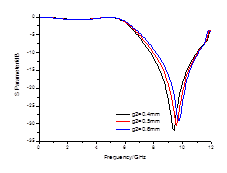 0
-5
-10
-15
-20
-25
-30
-35
S Parameter/dB
g2=0.4mm
g2=0.5mm
g2=0.6mm
0 2 4 6 8 10 12
Frequency/GHz